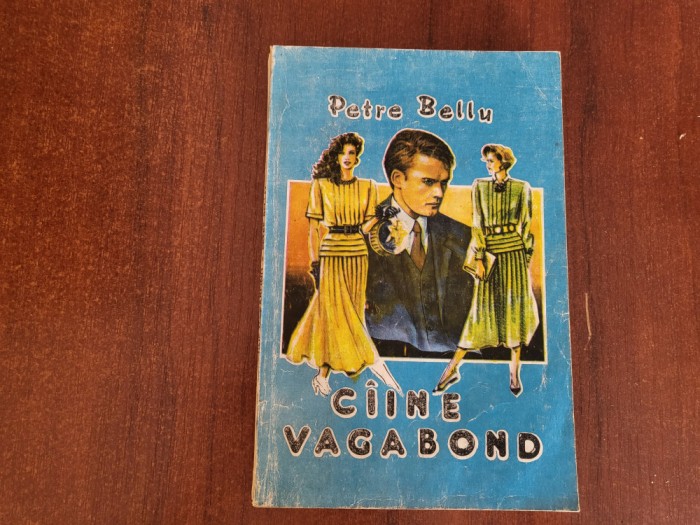 Petre Bellu
CÎINE
VAGABOND